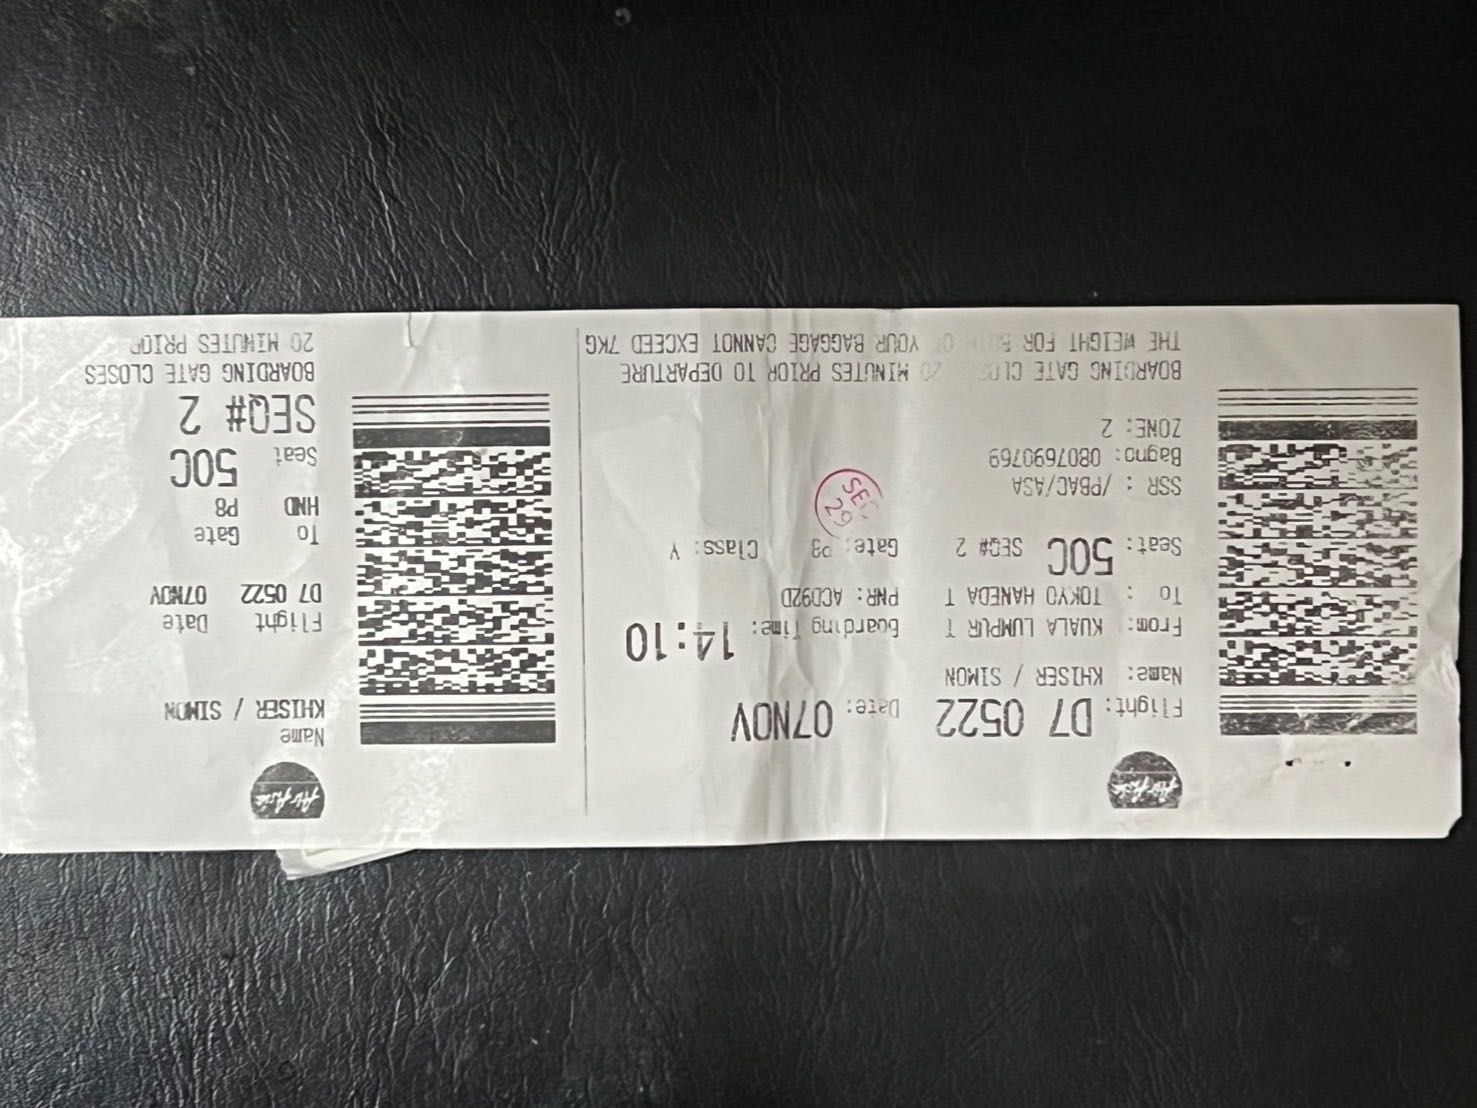 AirAsia
Flight: D7 0522 Date: 07NOV
Name: KHISER / SIMON
From: KUALA LUMPUR T Boarding Time: 14:10
To : TOKYO HANEDA T PNR: ACD92D
Seat: 50C SEQ# 2 Gate: P8 Class: Y
SEC
29
SSR : /PBAC/ASA
Bagno: 0807690769
ZONE: 2
BOARDING GATE 20 MINUTES PRIOR TO DEPARTURE
THE WEIGHT FOR OF YOUR BAGGAGE CANNOT EXCEED 7KG
AirAsia
Name
KHISER / SIMON
Flight Date
D7 0522 07NOV
To Gate
HND P8
Seat 50C
SEQ# 2
BOARDING GATE CLOSES
20 MINUTES PRIOR